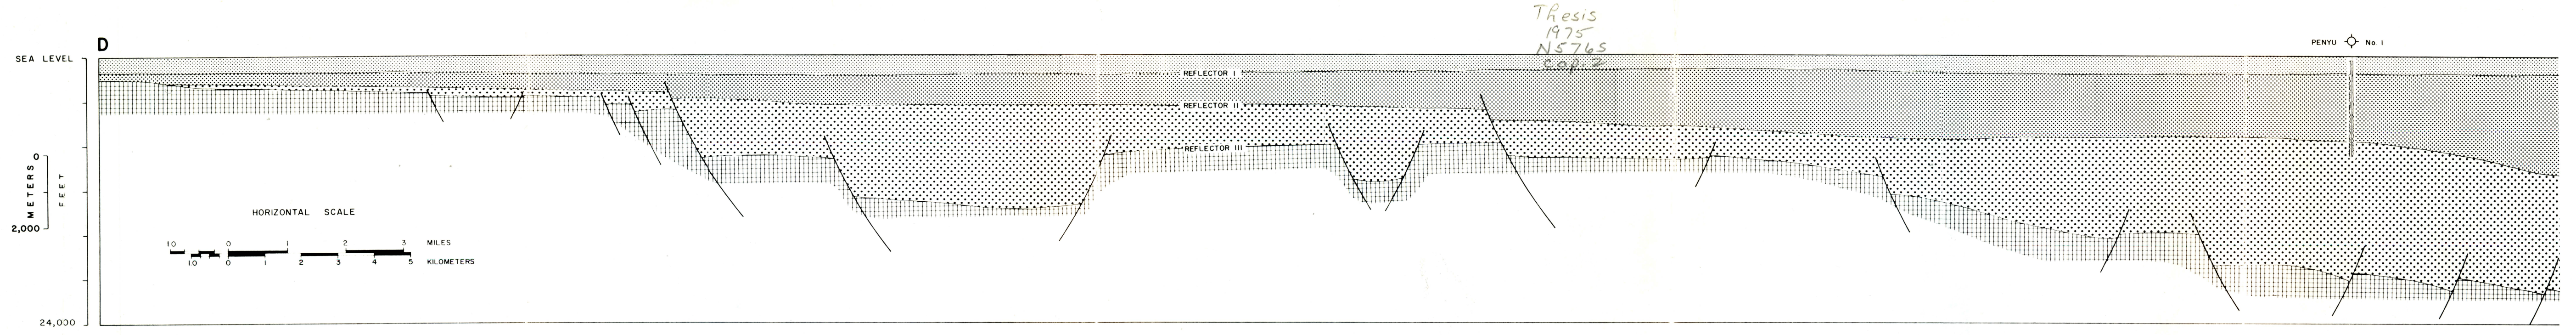 Thesis
1975
N576s
cop. 2
D
PENYU No 1
SEA LEVEL
REFLECTOR I
REFLECTOR II
REFLECTOR III
0
METERS
FEET
2,000
24,000
HORIZONTAL SCALE
1.0 0 1 2 3 MILES
1.0 0 1 2 3 4 5 KILOMETERS